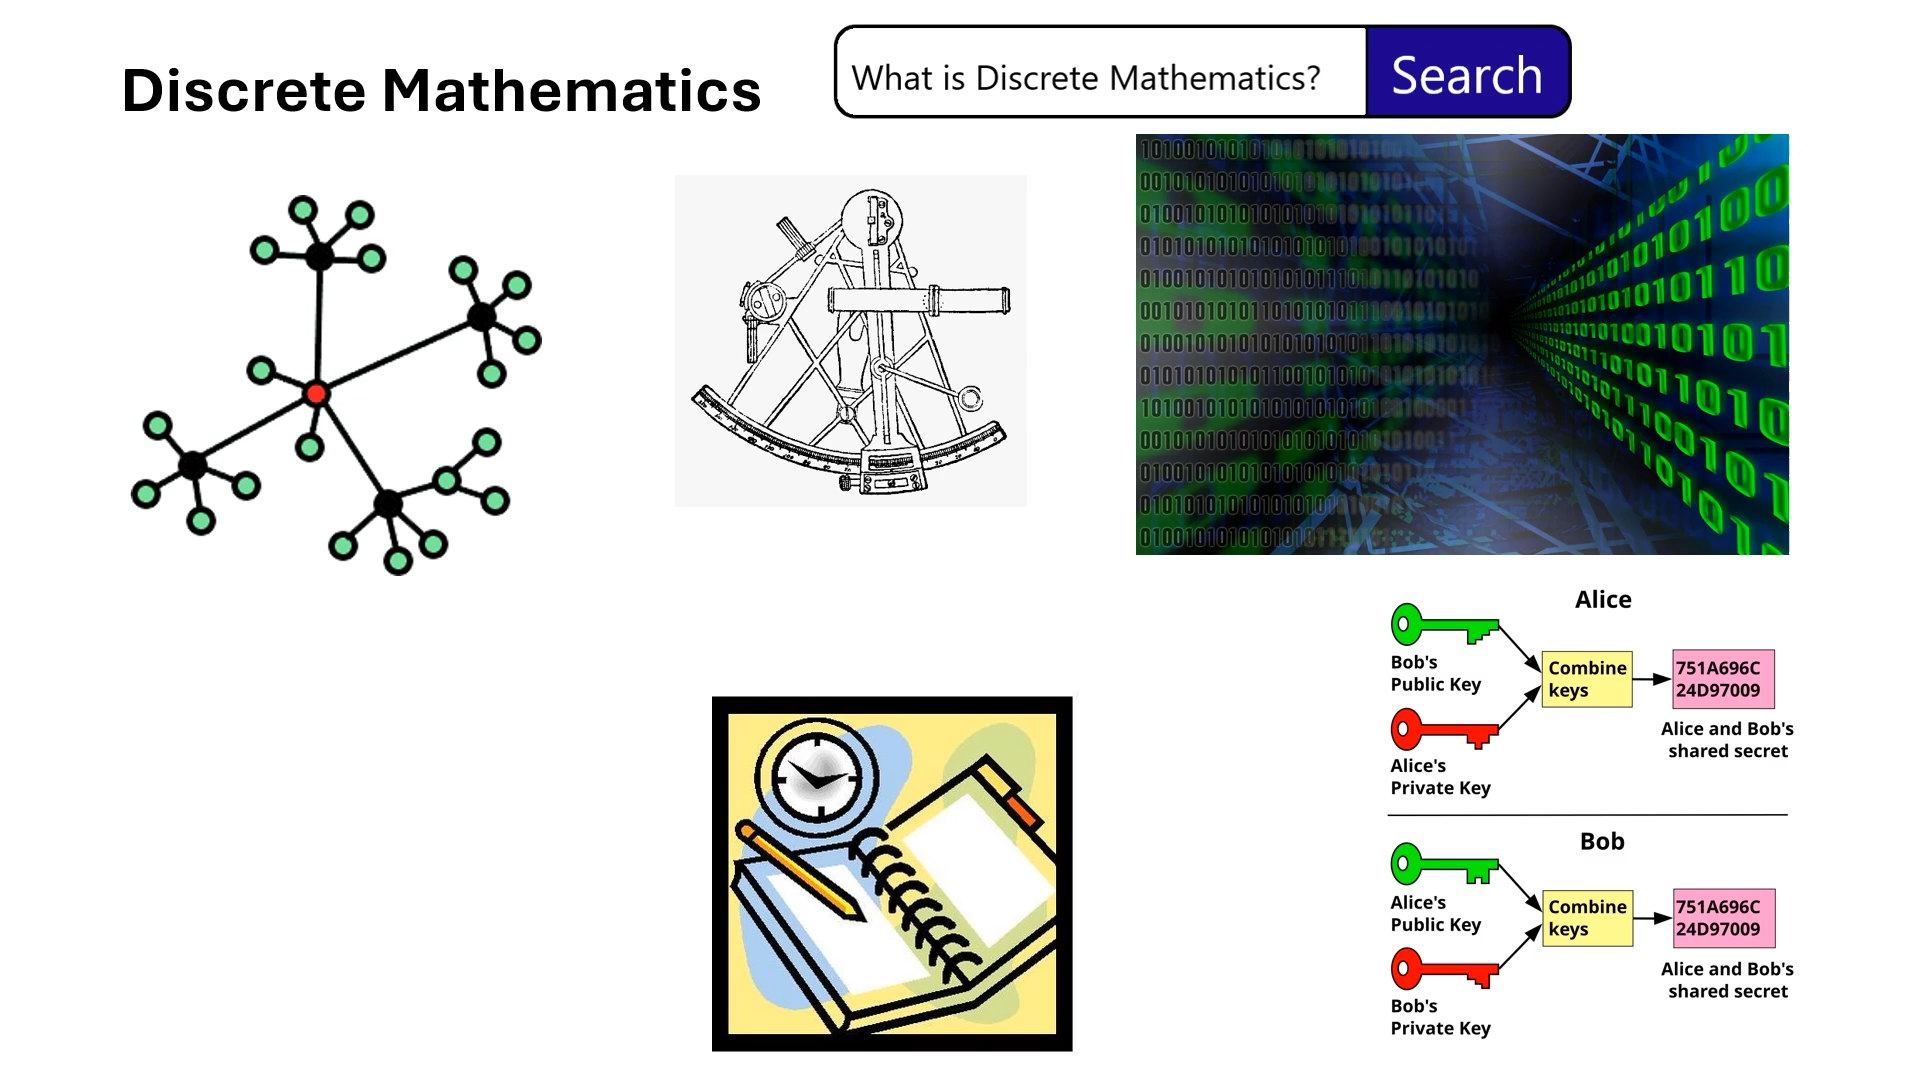 Discrete Mathematics
What is Discrete Mathematics?
Search
Alice
Bob's
Public Key
Combine
keys
751A696C
24D97009
Alice and Bob's
shared secret
Alice's
Private Key
Bob
Alice's
Public Key
Combine
keys
751A696C
24D97009
Alice and Bob's
shared secret
Bob's
Private Key